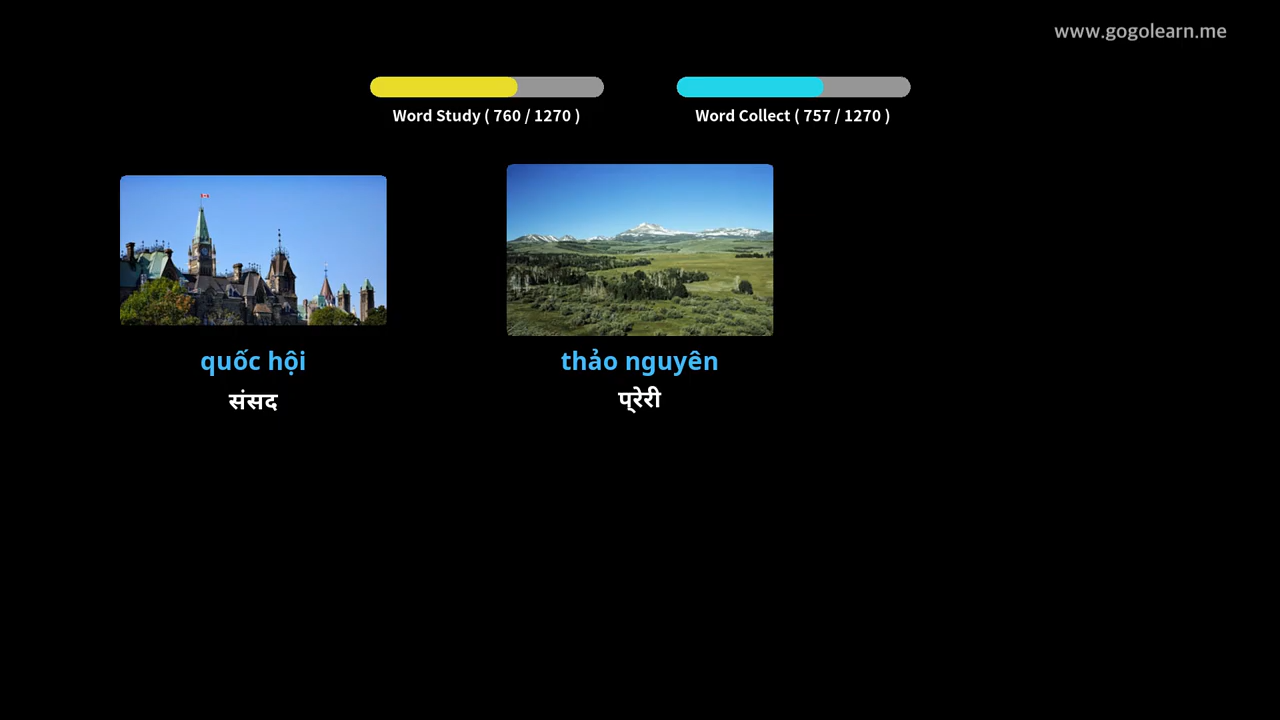 www.gogolearn.me
Word Study ( 760 / 1270 )
Word Collect ( 757 / 1270 )
quốc hội
thảo nguyên
संसद
प्रेरी